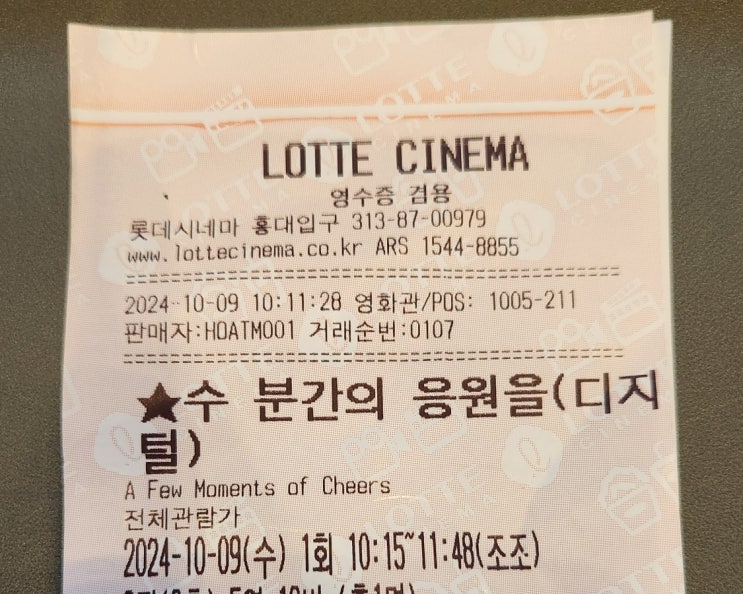 LOTTE CINEMA
영수증 겸용
롯데시네마 홍대입구 313-87-00979
www.lottecinema.co.kr ARS 1544-8855
2024-10-09 10:11:28 영화관/POS: 1005-211
판매자:HOATM001 거래순번:0107
★수 분간의 응원을(디지
털)
A Few Moments of Cheers
전체관람가
2024-10-09(수) 1회 10:15~11:48(조조)